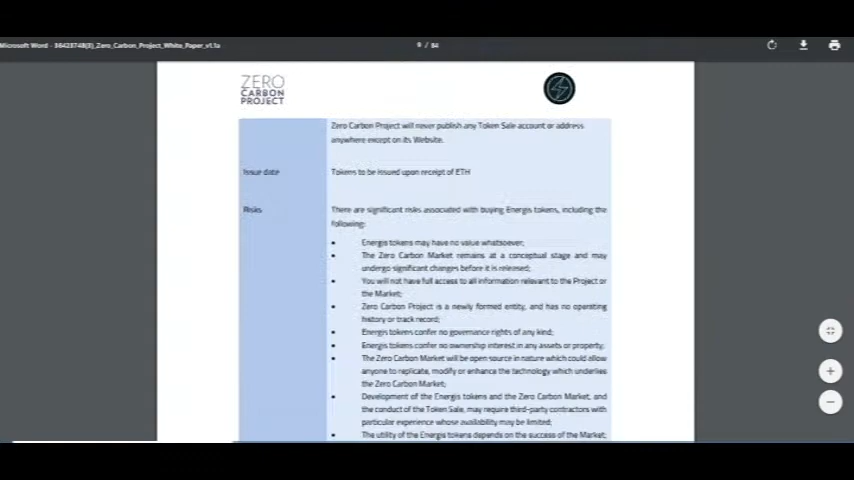 Microsoft Word - 36423748(3)_Zero_Carbon_Project_White_Paper_v1.1a
9 / 84
ZERO
CARBON
PROJECT
Zero Carbon Project will never publish any Token Sale account or address
anywhere except on its Website.
Issue date
Tokens to be issued upon receipt of ETH
Risks
There are significant risks associated with buying Energis tokens, including the
following:
• Energis tokens may have no value whatsoever;
• The Zero Carbon Market remains at a conceptual stage and may
undergo significant changes before it is released;
• You will not have full access to all information relevant to the Project or
the Market;
• Zero Carbon Project is a newly formed entity, and has no operating
history or track record;
• Energis tokens confer no governance rights of any kind;
• Energis tokens confer no ownership interest in any assets or property;
• The Zero Carbon Market will be open source in nature which could allow
anyone to replicate, modify or enhance the technology which underlies
the Zero Carbon Market;
• Development of the Energis tokens and the Zero Carbon Market, and
the conduct of the Token Sale, may require third-party contractors with
particular experience whose availability may be limited;
• The utility of the Energis tokens depends on the success of the Market;